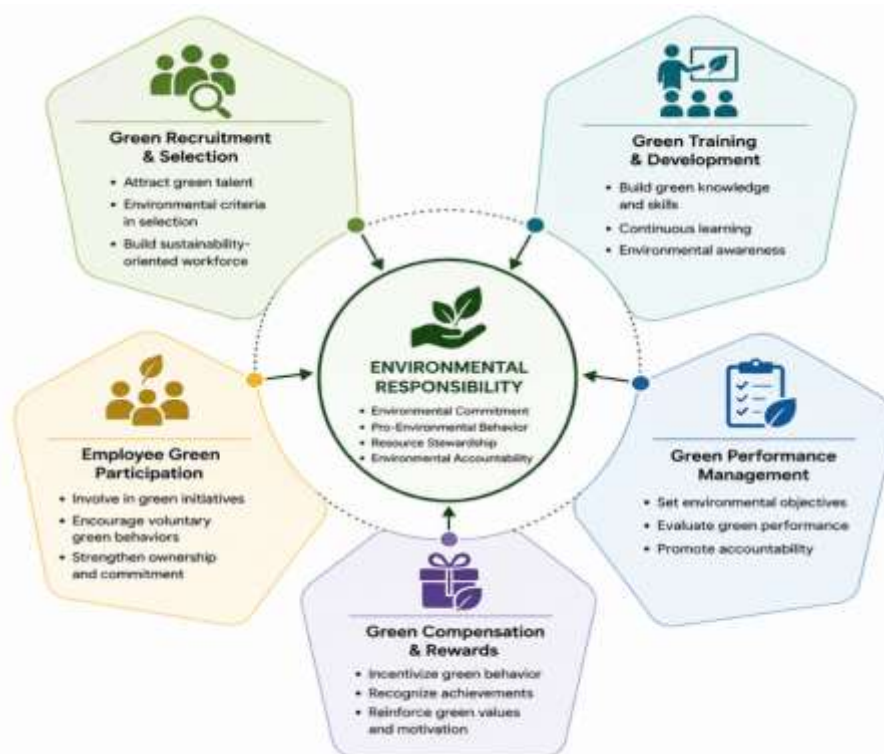 Green Recruitment
& Selection
• Attract green talent
• Environmental criteria
in selection
• Build sustainability-
oriented workforce
Green Training
& Development
• Build green knowledge
and skills
• Continuous learning
• Environmental awareness
ENVIRONMENTAL
RESPONSIBILITY
• Environmental Commitment
• Pro-Environmental Behavior
• Resource Stewardship
• Environmental Accountability
Employee Green
Participation
• Involve in green initiatives
• Encourage voluntary
green behaviors
• Strengthen ownership
and commitment
Green Performance
Management
• Set environmental objectives
• Evaluate green performance
• Promote accountability
Green Compensation
& Rewards
• Incentivize green behavior
• Recognize achievements
• Reinforce green values
and motivation